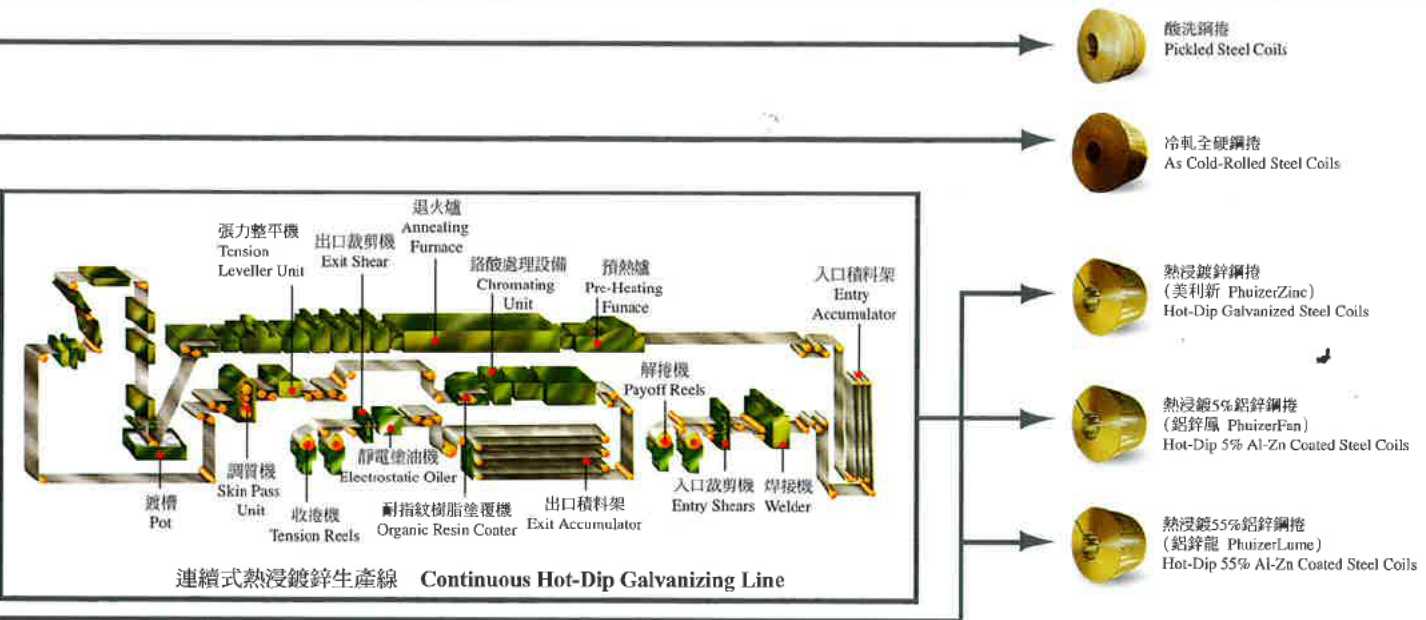 酸洗鋼捲
Pickled Steel Coils
冷軋全硬鋼捲
As Cold-Rolled Steel Coils
熱浸鍍鋅鋼捲
(美利新 PhuizerZinc)
Hot-Dip Galvanized Steel Coils
熱浸鍍5%鋁鋅鋼捲
(鋁鋅鳳 PhuizerFan)
Hot-Dip 5% Al-Zn Coated Steel Coils
熱浸鍍55%鋁鋅鋼捲
(鋁鋅龍 PhuizerLume)
Hot-Dip 55% Al-Zn Coated Steel Coils
張力整平機
Tension
Leveller Unit
出口裁剪機
Exit Shear
退火爐
Annealing
Furnace
鉻酸處理設備
Chromating
Unit
預熱爐
Pre-Heating
Funace
入口積料架
Entry
Accumulator
解捲機
Payoff Reels
鍍槽
Pot
調質機
Skin Pass
Unit
收捲機
Tension Reels
靜電塗油機
Electrostatic Oiler
耐指紋樹脂塗覆機
Organic Resin Coater
出口積料架
Exit Accumulator
入口裁剪機
Entry Shears
焊接機
Welder
連續式熱浸鍍鋅生產線 Continuous Hot-Dip Galvanizing Line